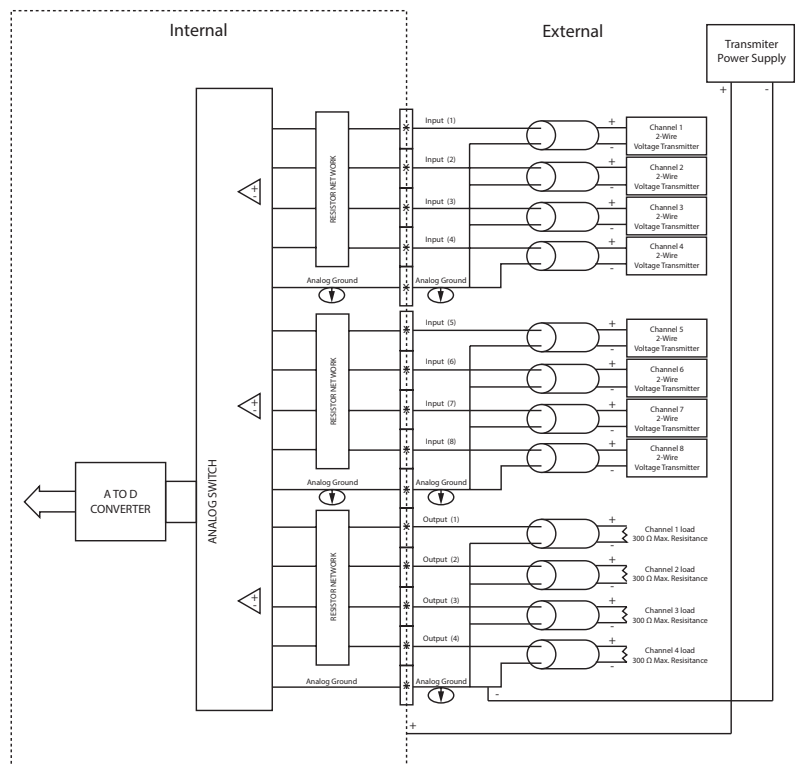 Internal
External
Transmiter
Power Supply
+
-
Input (1)
+
-
Channel 1
2-Wire
Voltage Transmitter
Input (2)
+
-
Channel 2
2-Wire
Voltage Transmitter
Input (3)
+
-
Channel 3
2-Wire
Voltage Transmitter
Input (4)
+
-
Channel 4
2-Wire
Voltage Transmitter
RESISTOR NETWORK
+
-
Analog Ground
Analog Ground
Input (5)
+
-
Channel 5
2-Wire
Voltage Transmitter
Input (6)
+
-
Channel 6
2-Wire
Voltage Transmitter
Input (7)
+
-
Channel 7
2-Wire
Voltage Transmitter
Input (8)
+
-
Channel 8
2-Wire
Voltage Transmitter
RESISTOR NETWORK
+
-
Analog Ground
Analog Ground
A TO D
CONVERTER
ANALOG SWITCH
Output (1)
+
-
Channel 1 load
300 Ω Max. Resisitance
Output (2)
+
-
Channel 2 load
300 Ω Max. Resisitance
Output (3)
+
-
Channel 3 load
300 Ω Max. Resisitance
Output (4)
+
-
Channel 4 load
300 Ω Max. Resisitance
RESISTOR NETWORK
+
-
Analog Ground
Analog Ground
-
+